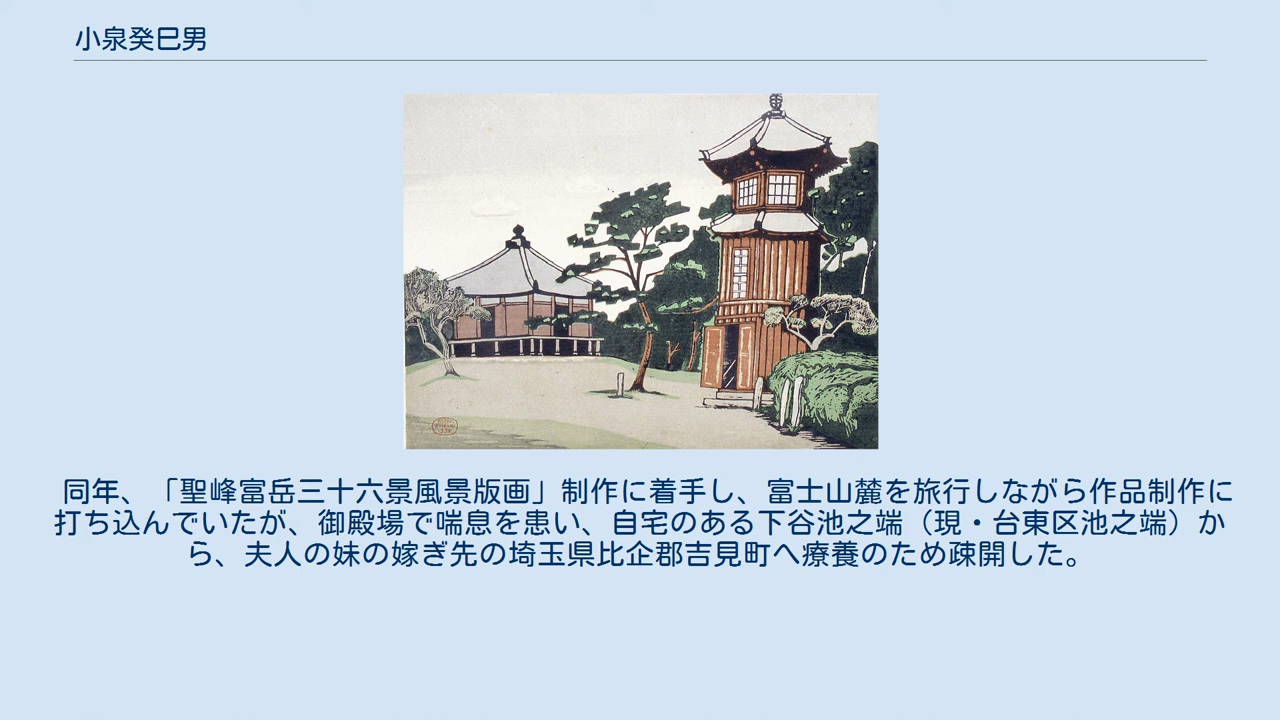 小泉癸巳男
同年、「聖峰富岳三十六景風景版画」制作に着手し、富士山麓を旅行しながら作品制作に
打ち込んでいたが、御殿場で喘息を患い、自宅のある下谷池之端（現・台東区池之端）か
ら、夫人の妹の嫁ぎ先の埼玉県比企郡吉見町へ療養のため疎開した。